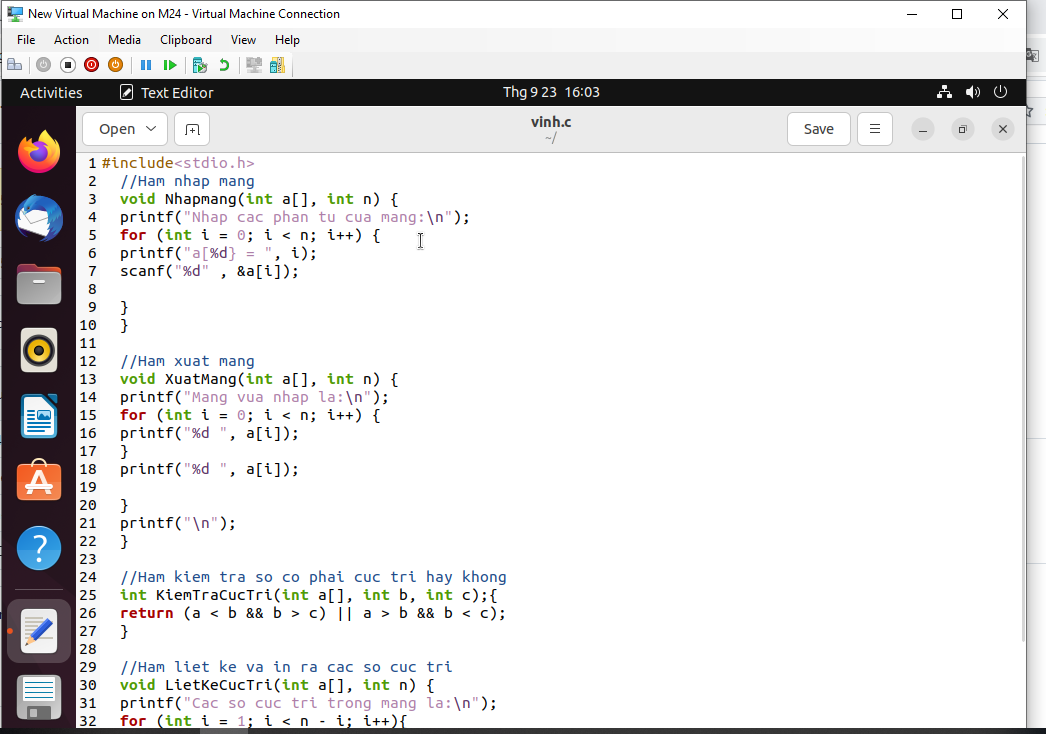 New Virtual Machine on M24 - Virtual Machine Connection
File Action Media Clipboard View Help
Activities Text Editor Thg 9 23 16:03
Open vinh.c Save
~/
1 #include<stdio.h>
2 //Ham nhap mang
3 void Nhapmang(int a[], int n) {
4 printf("Nhap cac phan tu cua mang:\n");
5 for (int i = 0; i < n; i++) {
6 printf("a[%d} = ", i);
7 scanf("%d" , &a[i]);
8
9 }
10 }
11
12 //Ham xuat mang
13 void XuatMang(int a[], int n) {
14 printf("Mang vua nhap la:\n");
15 for (int i = 0; i < n; i++) {
16 printf("%d ", a[i]);
17 }
18 printf("%d ", a[i]);
19
20 }
21 printf("\n");
22 }
23
24 //Ham kiem tra so co phai cuc tri hay khong
25 int KiemTraCucTri(int a[], int b, int c);{
26 return (a < b && b > c) || a > b && b < c);
27 }
28
29 //Ham liet ke va in ra cac so cuc tri
30 void LietKeCucTri(int a[], int n) {
31 printf("Cac so cuc tri trong mang la:\n");
32 for (int i = 1; i < n - i; i++){